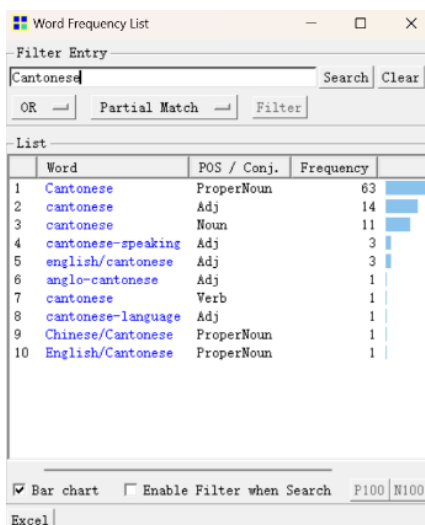 Word Frequency List
Filter Entry
Cantonese Search Clear
OR Partial Match Filter
List
Word POS / Conj. Frequency
1 Cantonese ProperNoun 63
2 cantonese Adj 14
3 cantonese Noun 11
4 cantonese-speaking Adj 3
5 english/cantonese Adj 3
6 anglo-cantonese Adj 1
7 cantonese Verb 1
8 cantonese-language Adj 1
9 Chinese/Cantonese ProperNoun 1
10 English/Cantonese ProperNoun 1
Bar chart Enable Filter when Search P100 N100
Excel